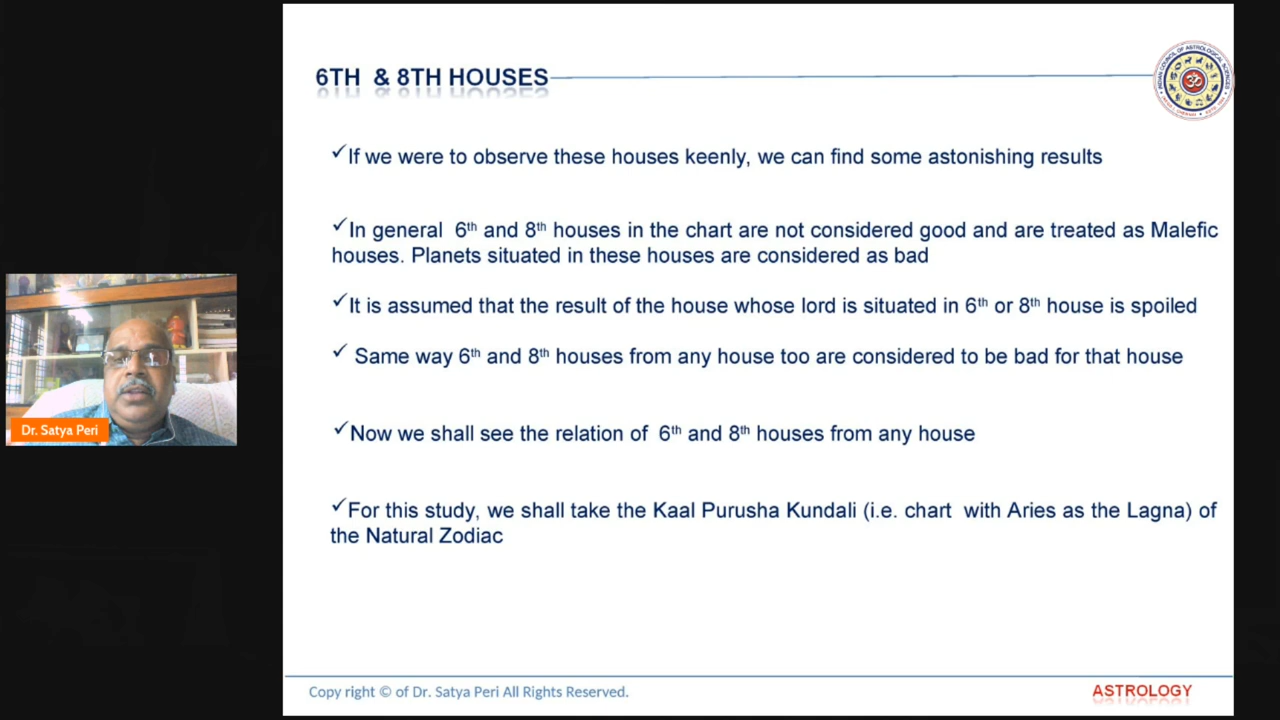 6TH & 8TH HOUSES
INDIAN COUNCIL OF ASTROLOGICAL SCIENCES
✓If we were to observe these houses keenly, we can find some astonishing results
✓In general 6th and 8th houses in the chart are not considered good and are treated as Malefic
houses. Planets situated in these houses are considered as bad
✓It is assumed that the result of the house whose lord is situated in 6th or 8th house is spoiled
✓ Same way 6th and 8th houses from any house too are considered to be bad for that house
Dr. Satya Peri
✓Now we shall see the relation of 6th and 8th houses from any house
✓For this study, we shall take the Kaal Purusha Kundali (i.e. chart with Aries as the Lagna) of
the Natural Zodiac
Copy right © of Dr. Satya Peri All Rights Reserved.
ASTROLOGY